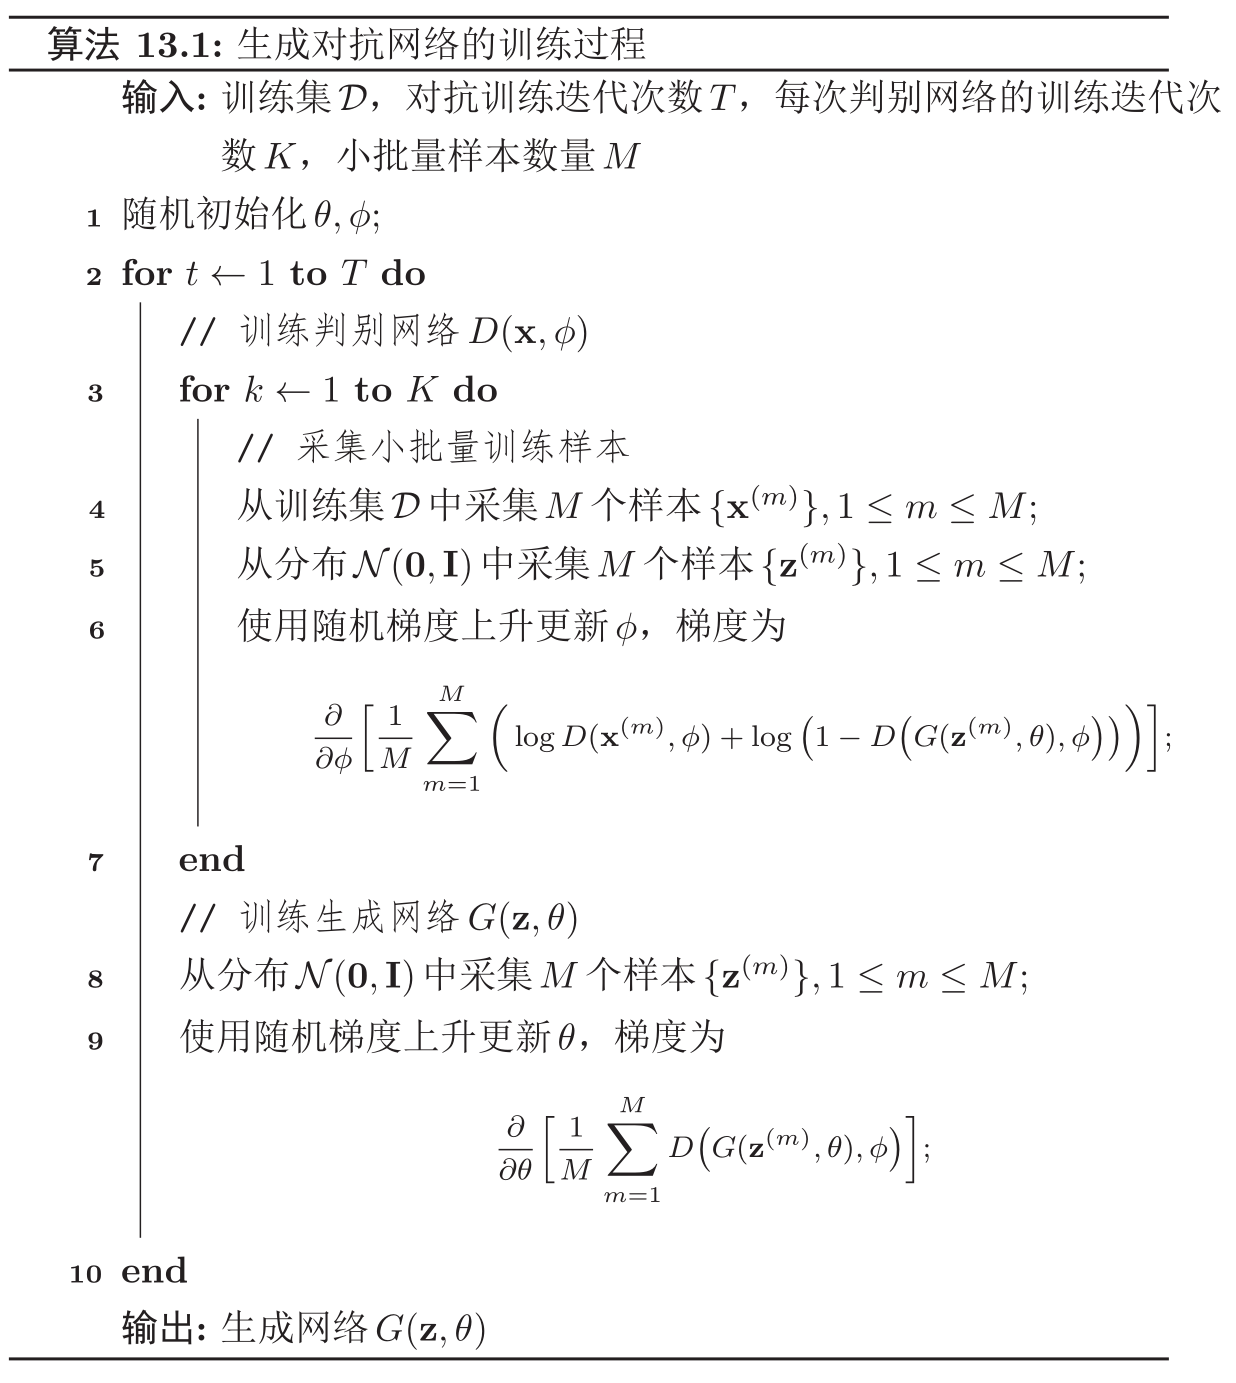 算法 13.1: 生成对抗网络的训练过程
输入: 训练集 𝒟，对抗训练迭代次数 T，每次判别网络的训练迭代次
数 K，小批量样本数量 M
1 随机初始化 θ, ϕ;
2 for t ← 1 to T do
// 训练判别网络 D(x, ϕ)
3 for k ← 1 to K do
// 采集小批量训练样本
4 从训练集 𝒟 中采集 M 个样本 {x^(m)}, 1 ≤ m ≤ M;
5 从分布 𝒩(0, I) 中采集 M 个样本 {z^(m)}, 1 ≤ m ≤ M;
6 使用随机梯度上升更新 ϕ，梯度为
∂/∂ϕ [ 1/M ∑_{m=1}^{M} ( log D(x^(m), ϕ) + log (1 − D(G(z^(m), θ), ϕ)) ) ];
7 end
// 训练生成网络 G(z, θ)
8 从分布 𝒩(0, I) 中采集 M 个样本 {z^(m)}, 1 ≤ m ≤ M;
9 使用随机梯度上升更新 θ，梯度为
∂/∂θ [ 1/M ∑_{m=1}^{M} D(G(z^(m), θ), ϕ) ];
10 end
输出: 生成网络 G(z, θ)